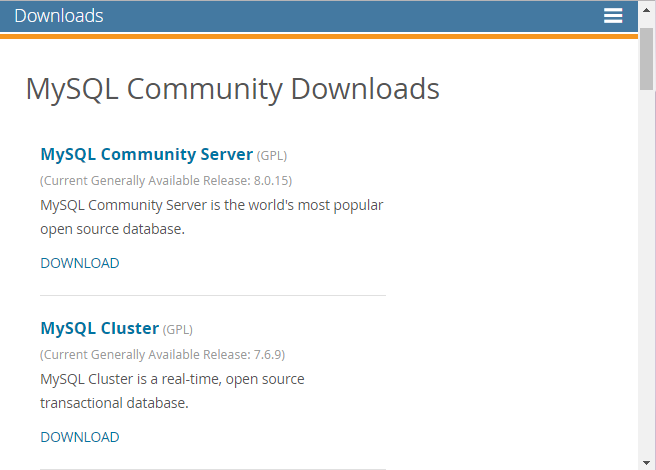 Downloads
MySQL Community Downloads
MySQL Community Server (GPL)
(Current Generally Available Release: 8.0.15)
MySQL Community Server is the world's most popular
open source database.
DOWNLOAD
MySQL Cluster (GPL)
(Current Generally Available Release: 7.6.9)
MySQL Cluster is a real-time, open source
transactional database.
DOWNLOAD